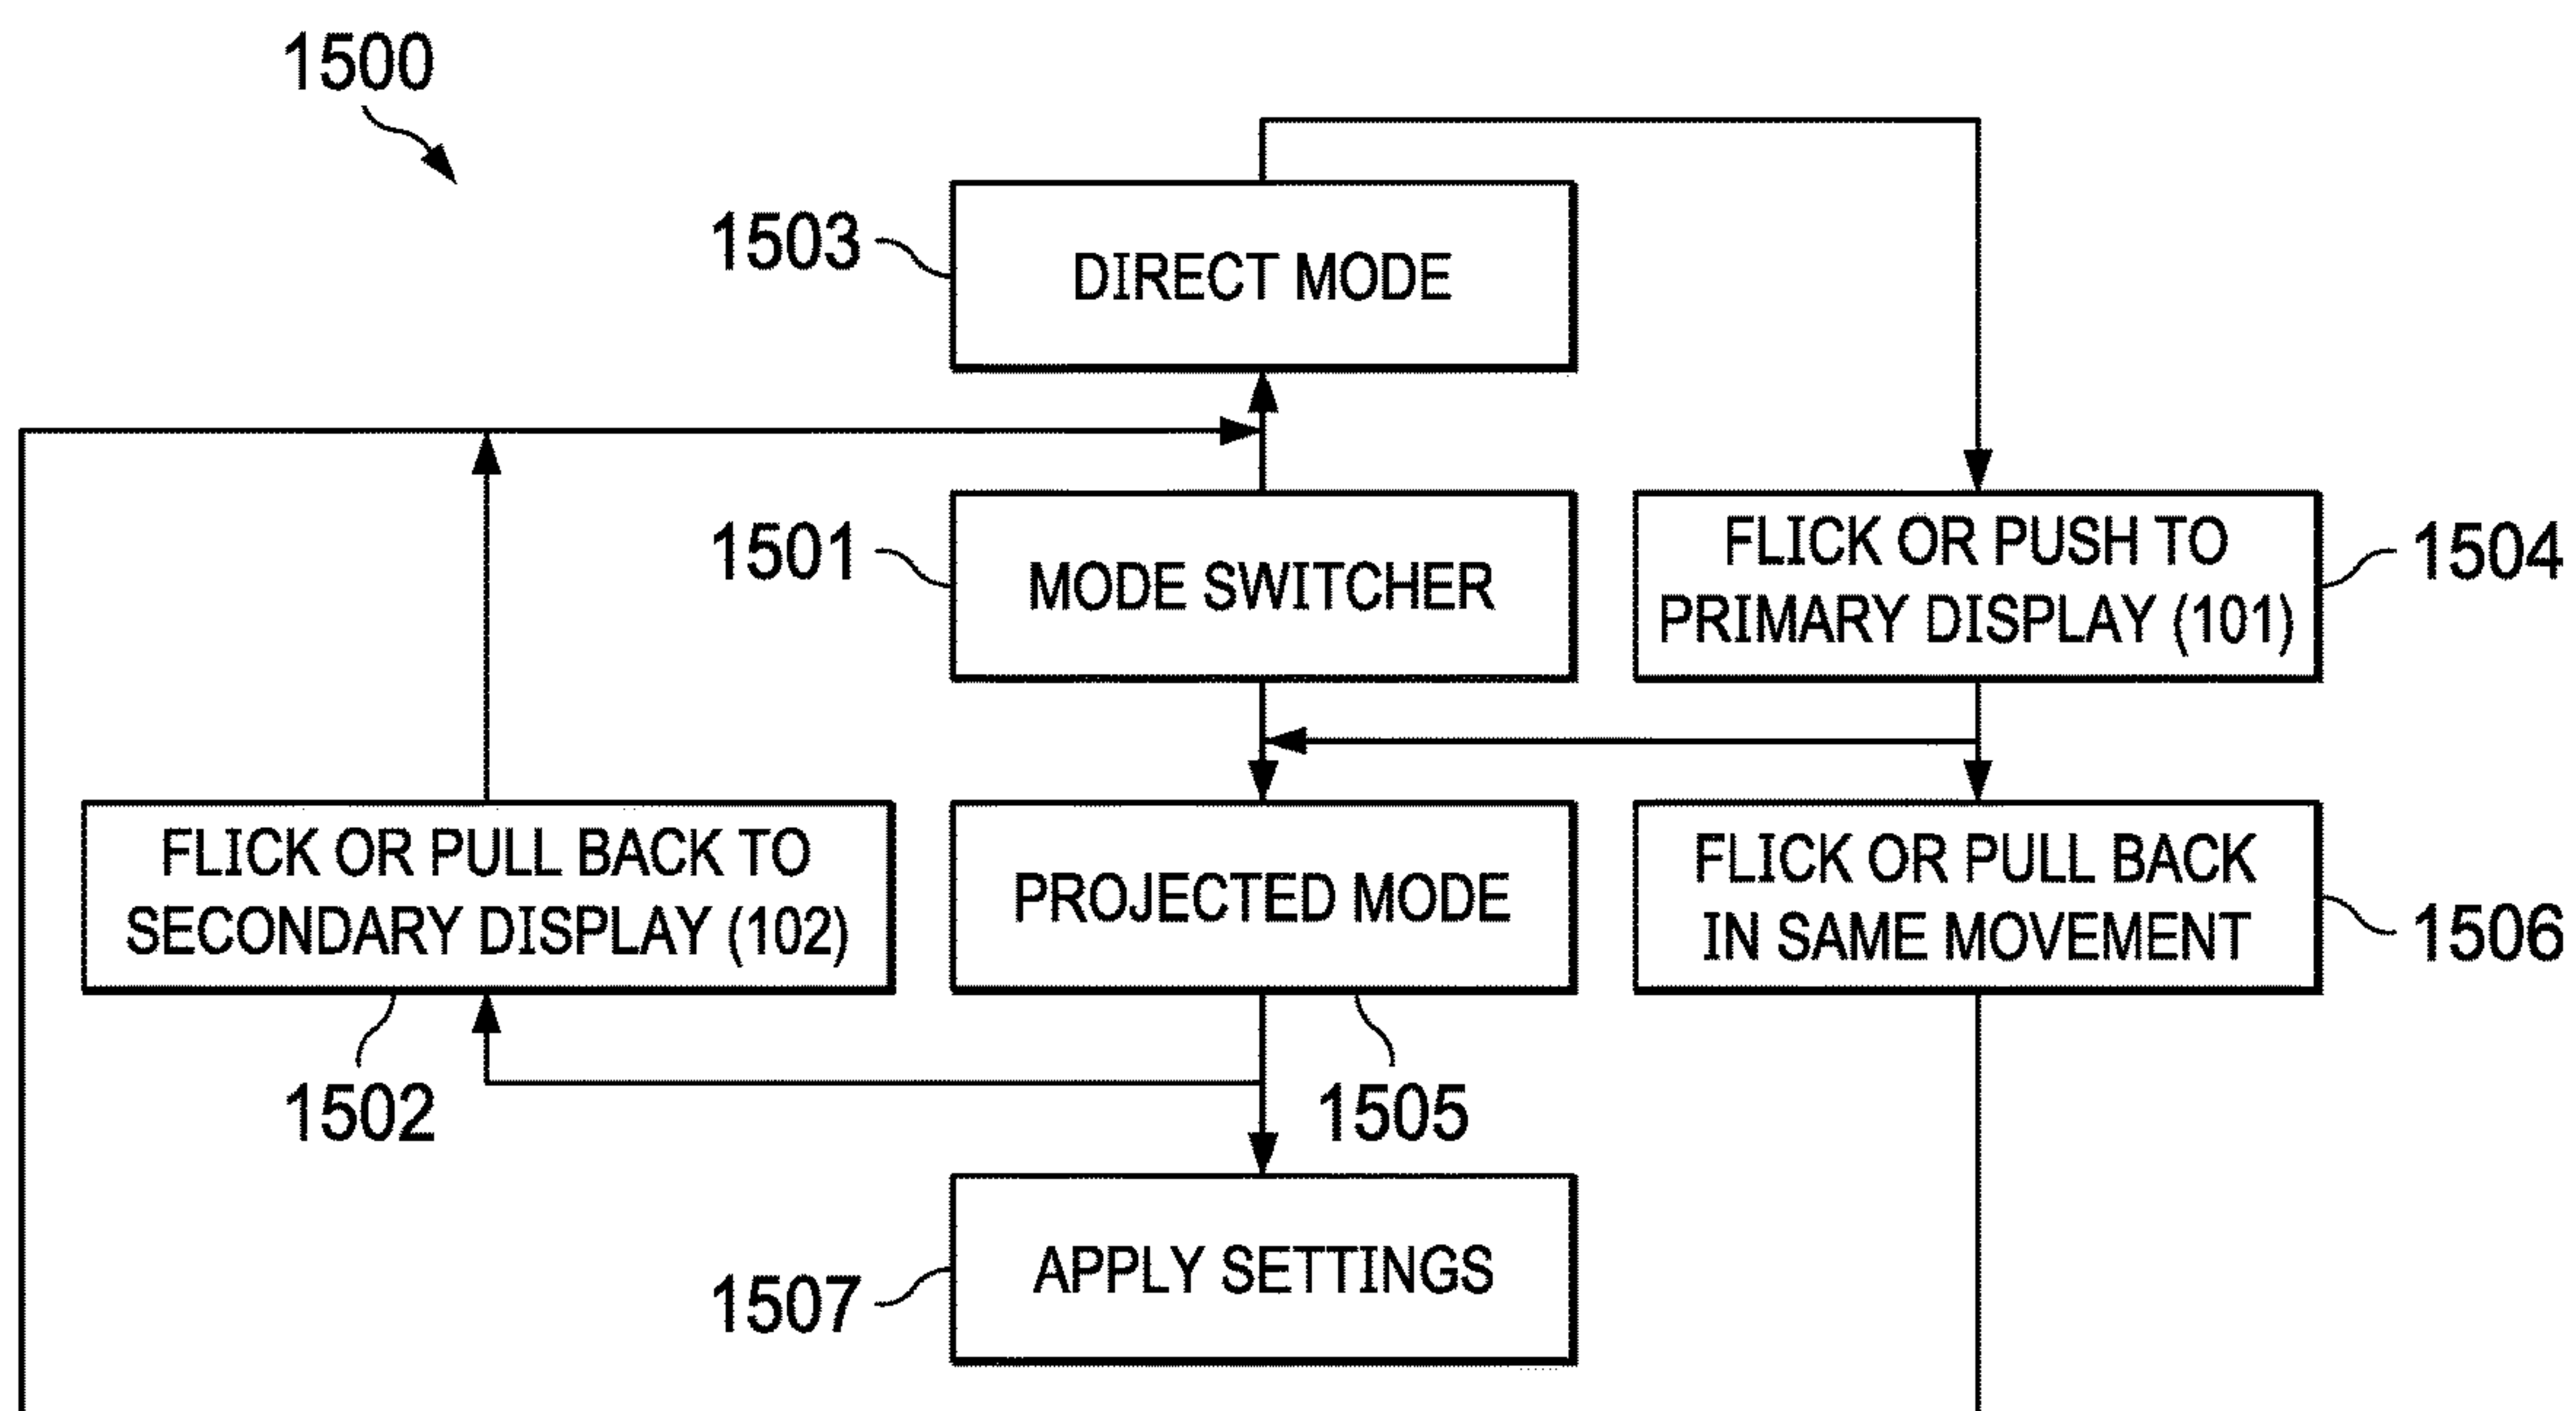 1500
1503
DIRECT MODE
1501
MODE SWITCHER
FLICK OR PUSH TO
PRIMARY DISPLAY (101)
1504
FLICK OR PULL BACK TO
SECONDARY DISPLAY (102)
1502
PROJECTED MODE
1505
FLICK OR PULL BACK
IN SAME MOVEMENT
1506
1507
APPLY SETTINGS